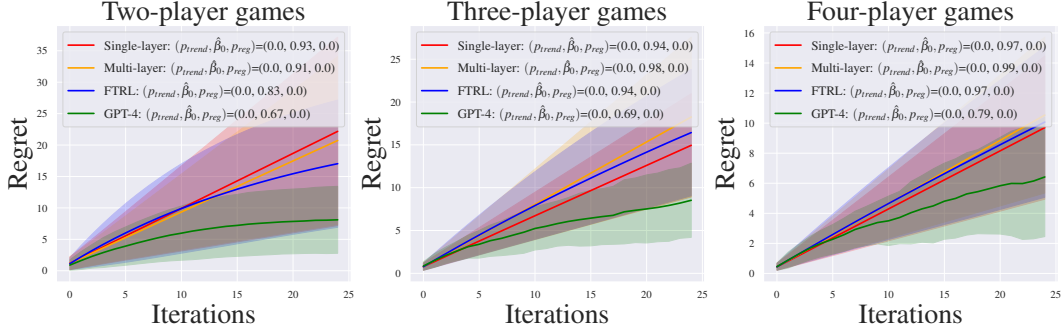 Two-player games
Single-layer: (p_trend, β̂_0, p_reg)=(0.0, 0.93, 0.0)
Multi-layer: (p_trend, β̂_0, p_reg)=(0.0, 0.91, 0.0)
FTRL: (p_trend, β̂_0, p_reg)=(0.0, 0.83, 0.0)
GPT-4: (p_trend, β̂_0, p_reg)=(0.0, 0.67, 0.0)
Regret
35
30
25
20
15
10
5
0
0 5 10 15 20 25
Iterations
Three-player games
Single-layer: (p_trend, β̂_0, p_reg)=(0.0, 0.94, 0.0)
Multi-layer: (p_trend, β̂_0, p_reg)=(0.0, 0.98, 0.0)
FTRL: (p_trend, β̂_0, p_reg)=(0.0, 0.94, 0.0)
GPT-4: (p_trend, β̂_0, p_reg)=(0.0, 0.69, 0.0)
Regret
25
20
15
10
5
0
0 5 10 15 20 25
Iterations
Four-player games
Single-layer: (p_trend, β̂_0, p_reg)=(0.0, 0.97, 0.0)
Multi-layer: (p_trend, β̂_0, p_reg)=(0.0, 0.99, 0.0)
FTRL: (p_trend, β̂_0, p_reg)=(0.0, 0.97, 0.0)
GPT-4: (p_trend, β̂_0, p_reg)=(0.0, 0.79, 0.0)
Regret
16
14
12
10
8
6
4
2
0
0 5 10 15 20 25
Iterations